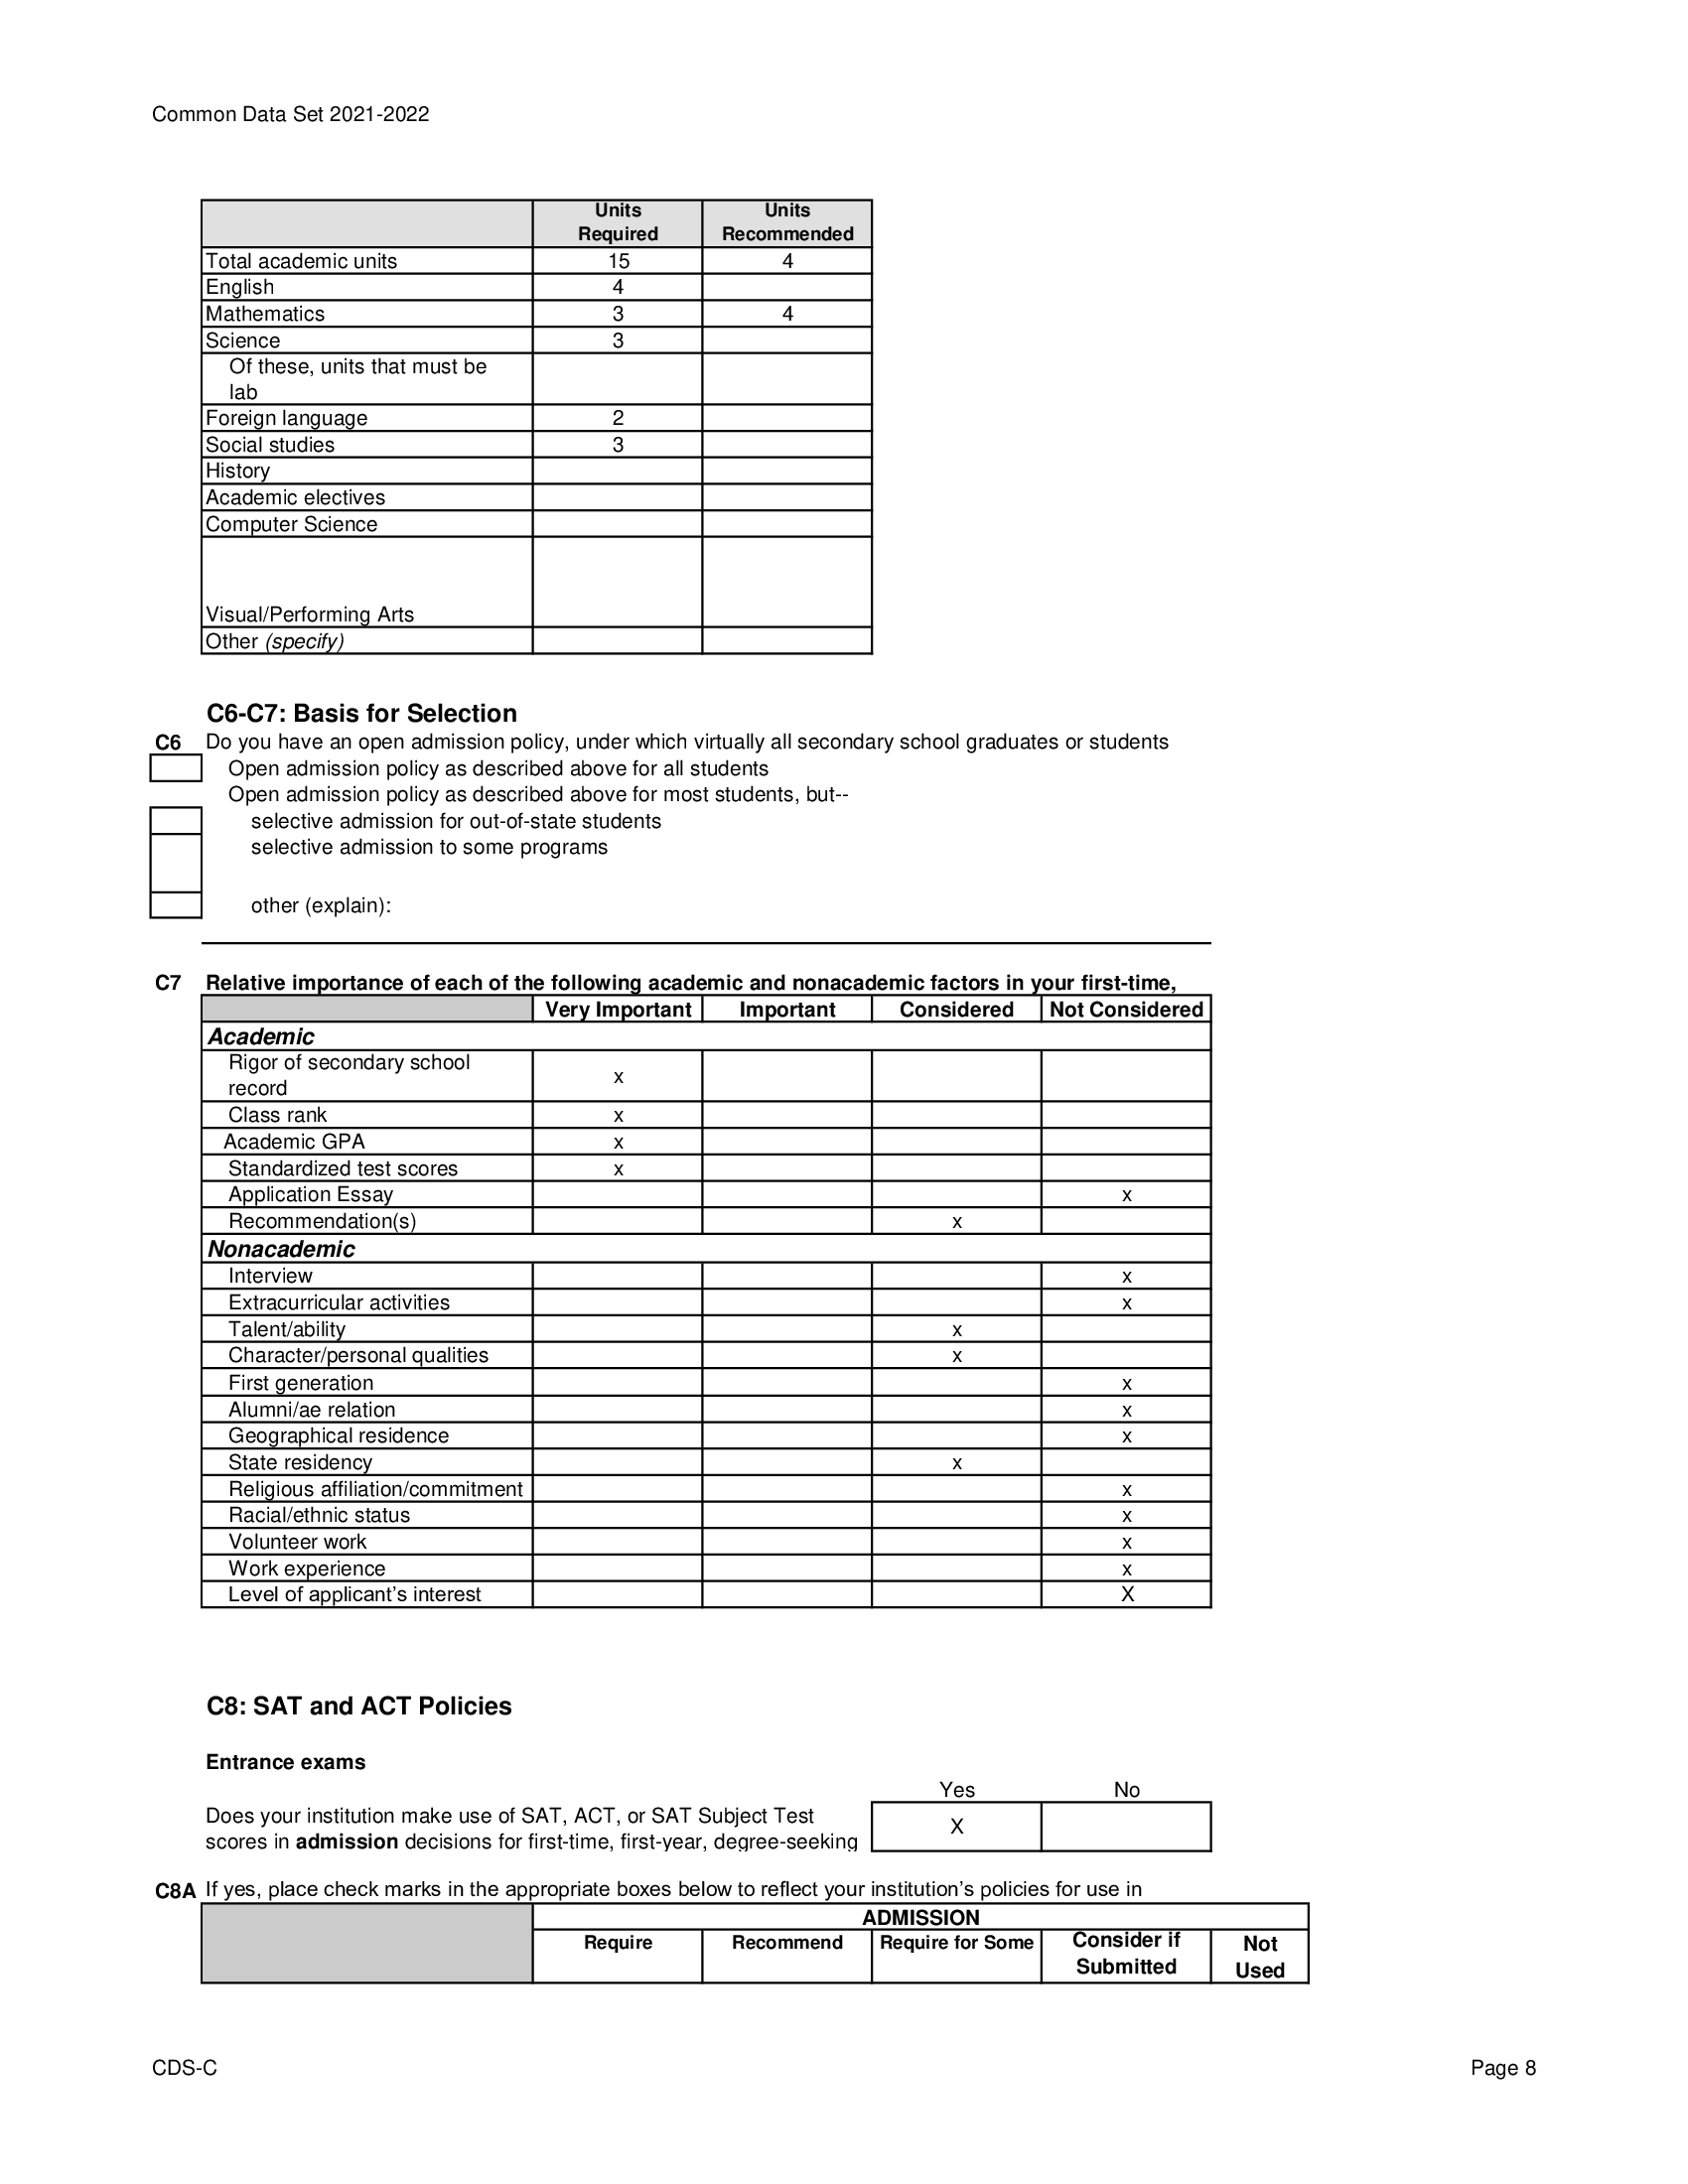 Common Data Set 2021-2022
Units Required Units Recommended
Total academic units 15 4
English 4
Mathematics 3 4
Science 3
Of these, units that must be
lab
Foreign language 2
Social studies 3
History
Academic electives
Computer Science
Visual/Performing Arts
Other (specify)
C6-C7: Basis for Selection
C6 Do you have an open admission policy, under which virtually all secondary school graduates or students
Open admission policy as described above for all students
Open admission policy as described above for most students, but--
selective admission for out-of-state students
selective admission to some programs
other (explain):
C7 Relative importance of each of the following academic and nonacademic factors in your first-time,
Very Important Important Considered Not Considered
Academic
Rigor of secondary school
record x
Class rank x
Academic GPA x
Standardized test scores x
Application Essay x
Recommendation(s) x
Nonacademic
Interview x
Extracurricular activities x
Talent/ability x
Character/personal qualities x
First generation x
Alumni/ae relation x
Geographical residence x
State residency x
Religious affiliation/commitment x
Racial/ethnic status x
Volunteer work x
Work experience x
Level of applicant’s interest X
C8: SAT and ACT Policies
Entrance exams
Yes No
Does your institution make use of SAT, ACT, or SAT Subject Test
scores in admission decisions for first-time, first-year, degree-seeking X
C8A If yes, place check marks in the appropriate boxes below to reflect your institution’s policies for use in
ADMISSION
Require Recommend Require for Some Consider if Submitted Not Used
CDS-C Page 8